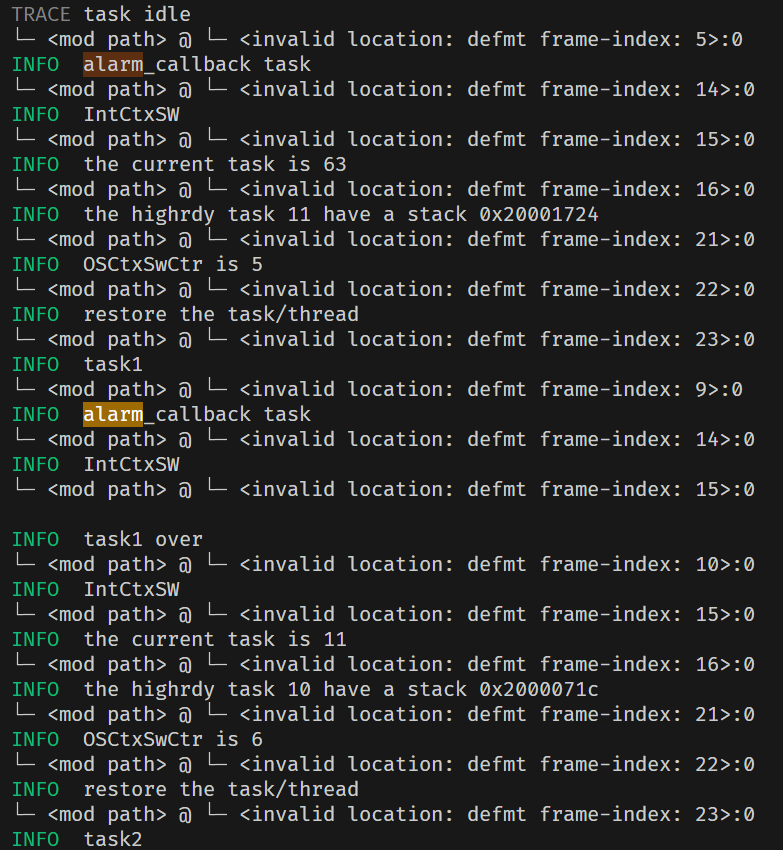 TRACE task idle
└─ <mod path> @ └─ <invalid location: defmt frame-index: 5>:0
INFO  alarm_callback task
└─ <mod path> @ └─ <invalid location: defmt frame-index: 14>:0
INFO  IntCtxSW
└─ <mod path> @ └─ <invalid location: defmt frame-index: 15>:0
INFO  the current task is 63
└─ <mod path> @ └─ <invalid location: defmt frame-index: 16>:0
INFO  the highrdy task 11 have a stack 0x20001724
└─ <mod path> @ └─ <invalid location: defmt frame-index: 21>:0
INFO  OSCtxSwCtr is 5
└─ <mod path> @ └─ <invalid location: defmt frame-index: 22>:0
INFO  restore the task/thread
└─ <mod path> @ └─ <invalid location: defmt frame-index: 23>:0
INFO  task1
└─ <mod path> @ └─ <invalid location: defmt frame-index: 9>:0
INFO  alarm_callback task
└─ <mod path> @ └─ <invalid location: defmt frame-index: 14>:0
INFO  IntCtxSW
└─ <mod path> @ └─ <invalid location: defmt frame-index: 15>:0
INFO  task1 over
└─ <mod path> @ └─ <invalid location: defmt frame-index: 10>:0
INFO  IntCtxSW
└─ <mod path> @ └─ <invalid location: defmt frame-index: 15>:0
INFO  the current task is 11
└─ <mod path> @ └─ <invalid location: defmt frame-index: 16>:0
INFO  the highrdy task 10 have a stack 0x2000071c
└─ <mod path> @ └─ <invalid location: defmt frame-index: 21>:0
INFO  OSCtxSwCtr is 6
└─ <mod path> @ └─ <invalid location: defmt frame-index: 22>:0
INFO  restore the task/thread
└─ <mod path> @ └─ <invalid location: defmt frame-index: 23>:0
INFO  task2